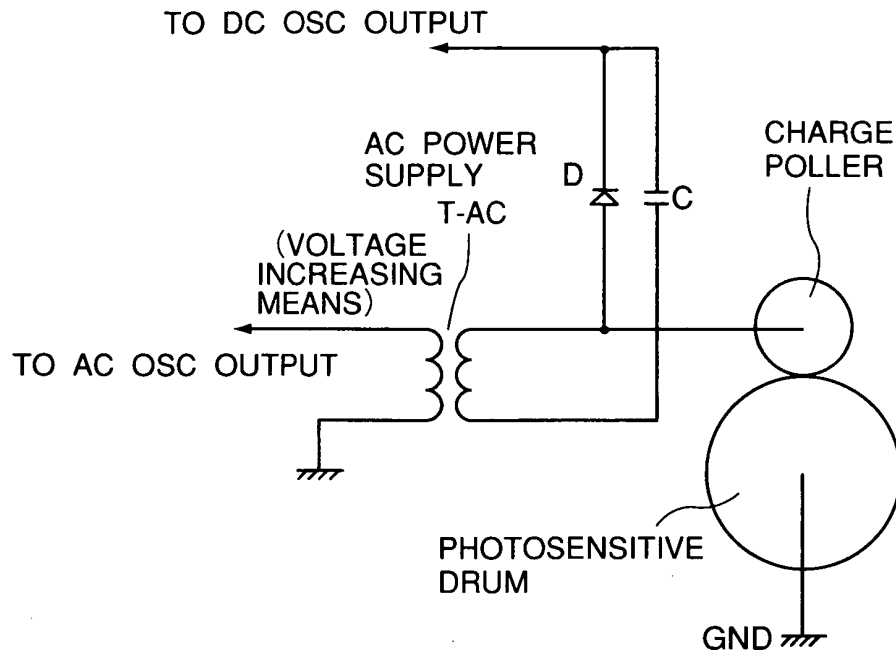 TO DC OSC OUTPUT
AC POWER
SUPPLY
T-AC
(VOLTAGE
INCREASING
MEANS)
TO AC OSC OUTPUT
D
C
CHARGE
POLLER
PHOTOSENSITIVE
DRUM
GND